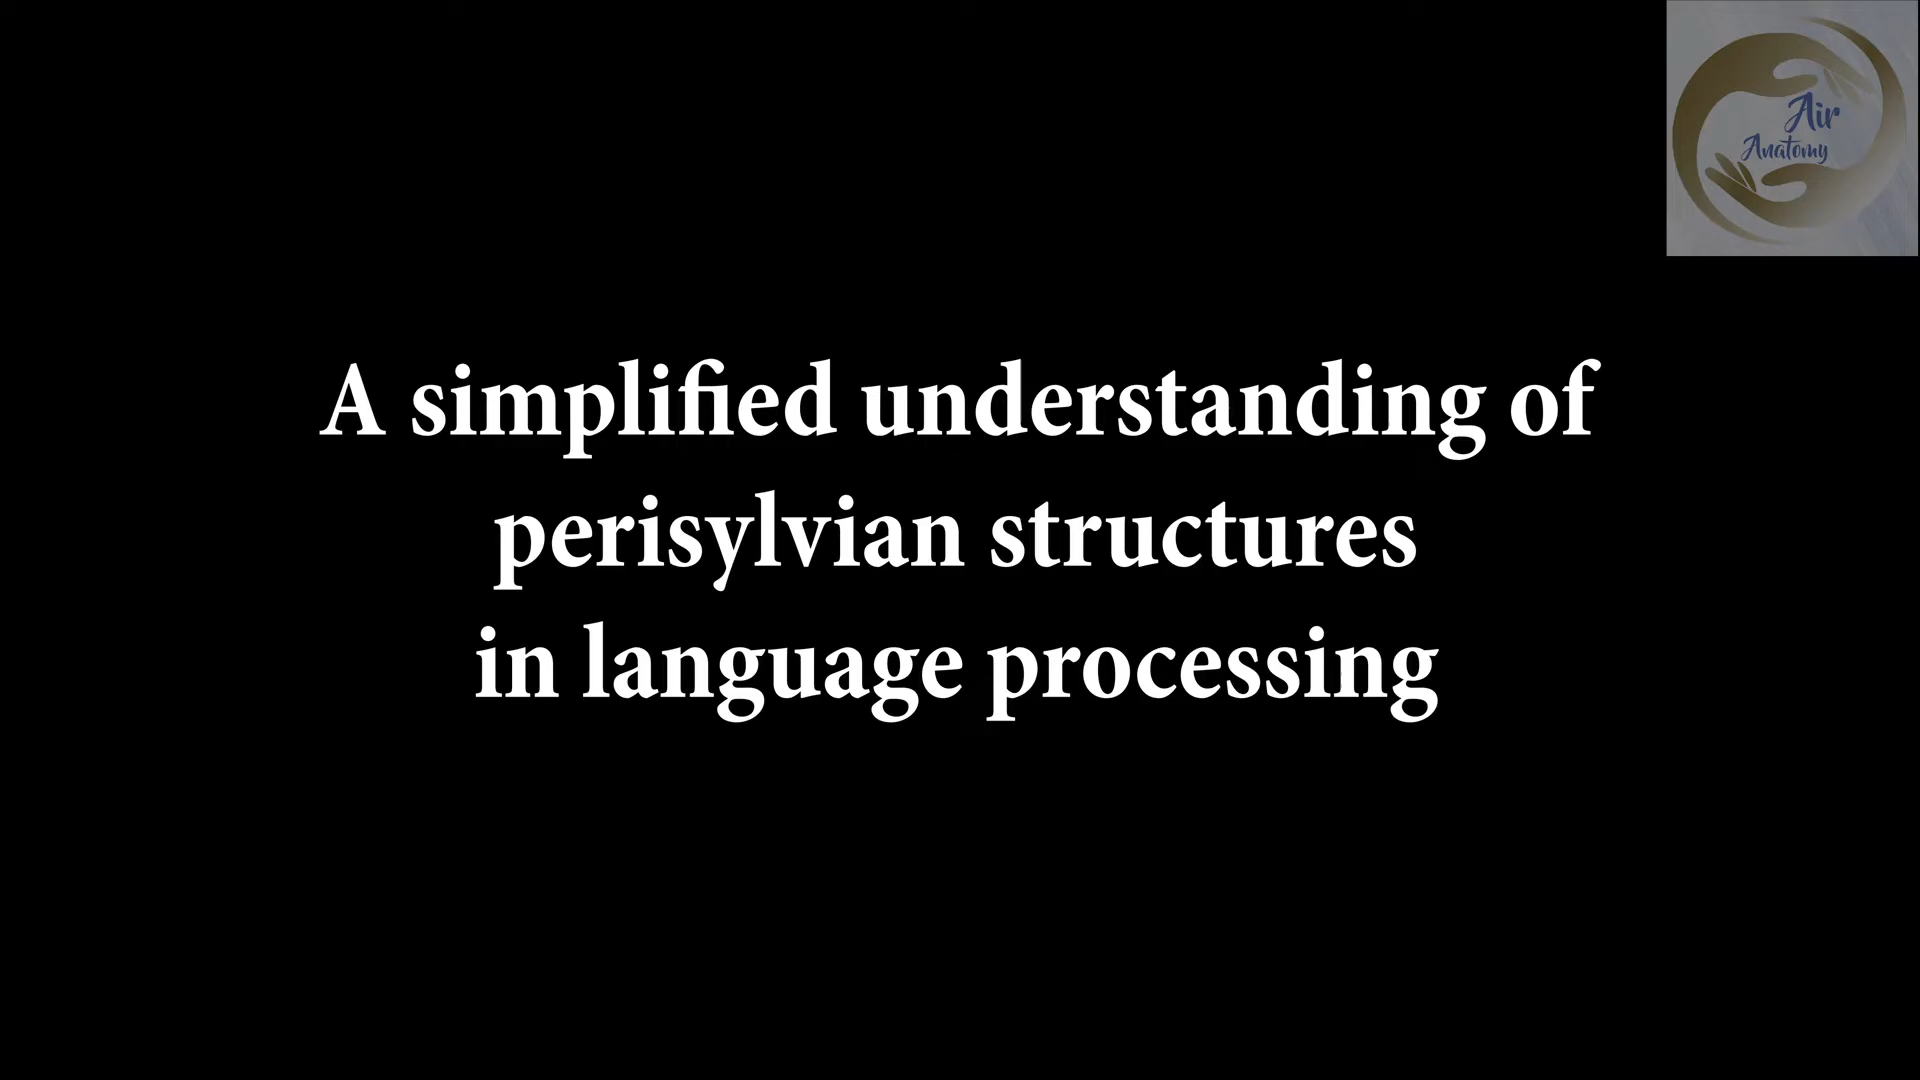 Air
Anatomy
A simplified understanding of
perisylvian structures
in language processing